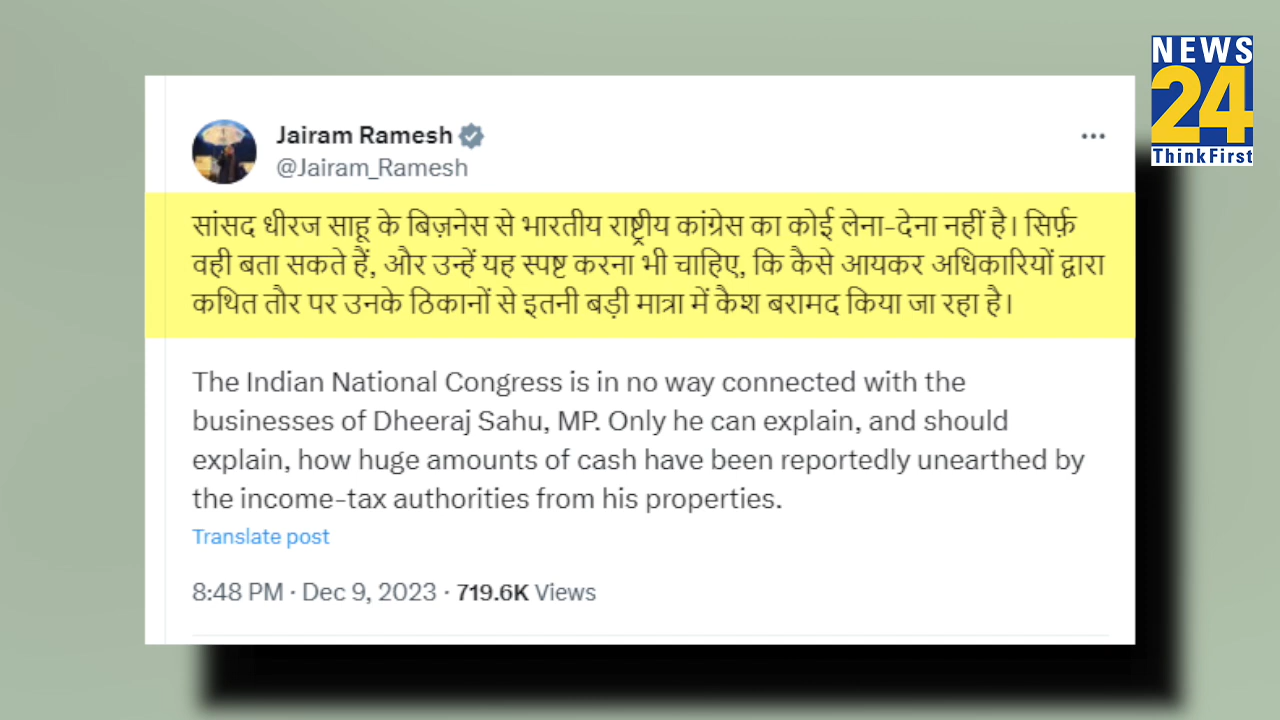 NEWS
24
ThinkFirst
Jairam Ramesh
@Jairam_Ramesh
सांसद धीरज साहू के बिज़नेस से भारतीय राष्ट्रीय कांग्रेस का कोई लेना-देना नहीं है। सिर्फ़
वही बता सकते हैं, और उन्हें यह स्पष्ट करना भी चाहिए, कि कैसे आयकर अधिकारियों द्वारा
कथित तौर पर उनके ठिकानों से इतनी बड़ी मात्रा में कैश बरामद किया जा रहा है।
The Indian National Congress is in no way connected with the
businesses of Dheeraj Sahu, MP. Only he can explain, and should
explain, how huge amounts of cash have been reportedly unearthed by
the income-tax authorities from his properties.
Translate post
8:48 PM · Dec 9, 2023 · 719.6K Views